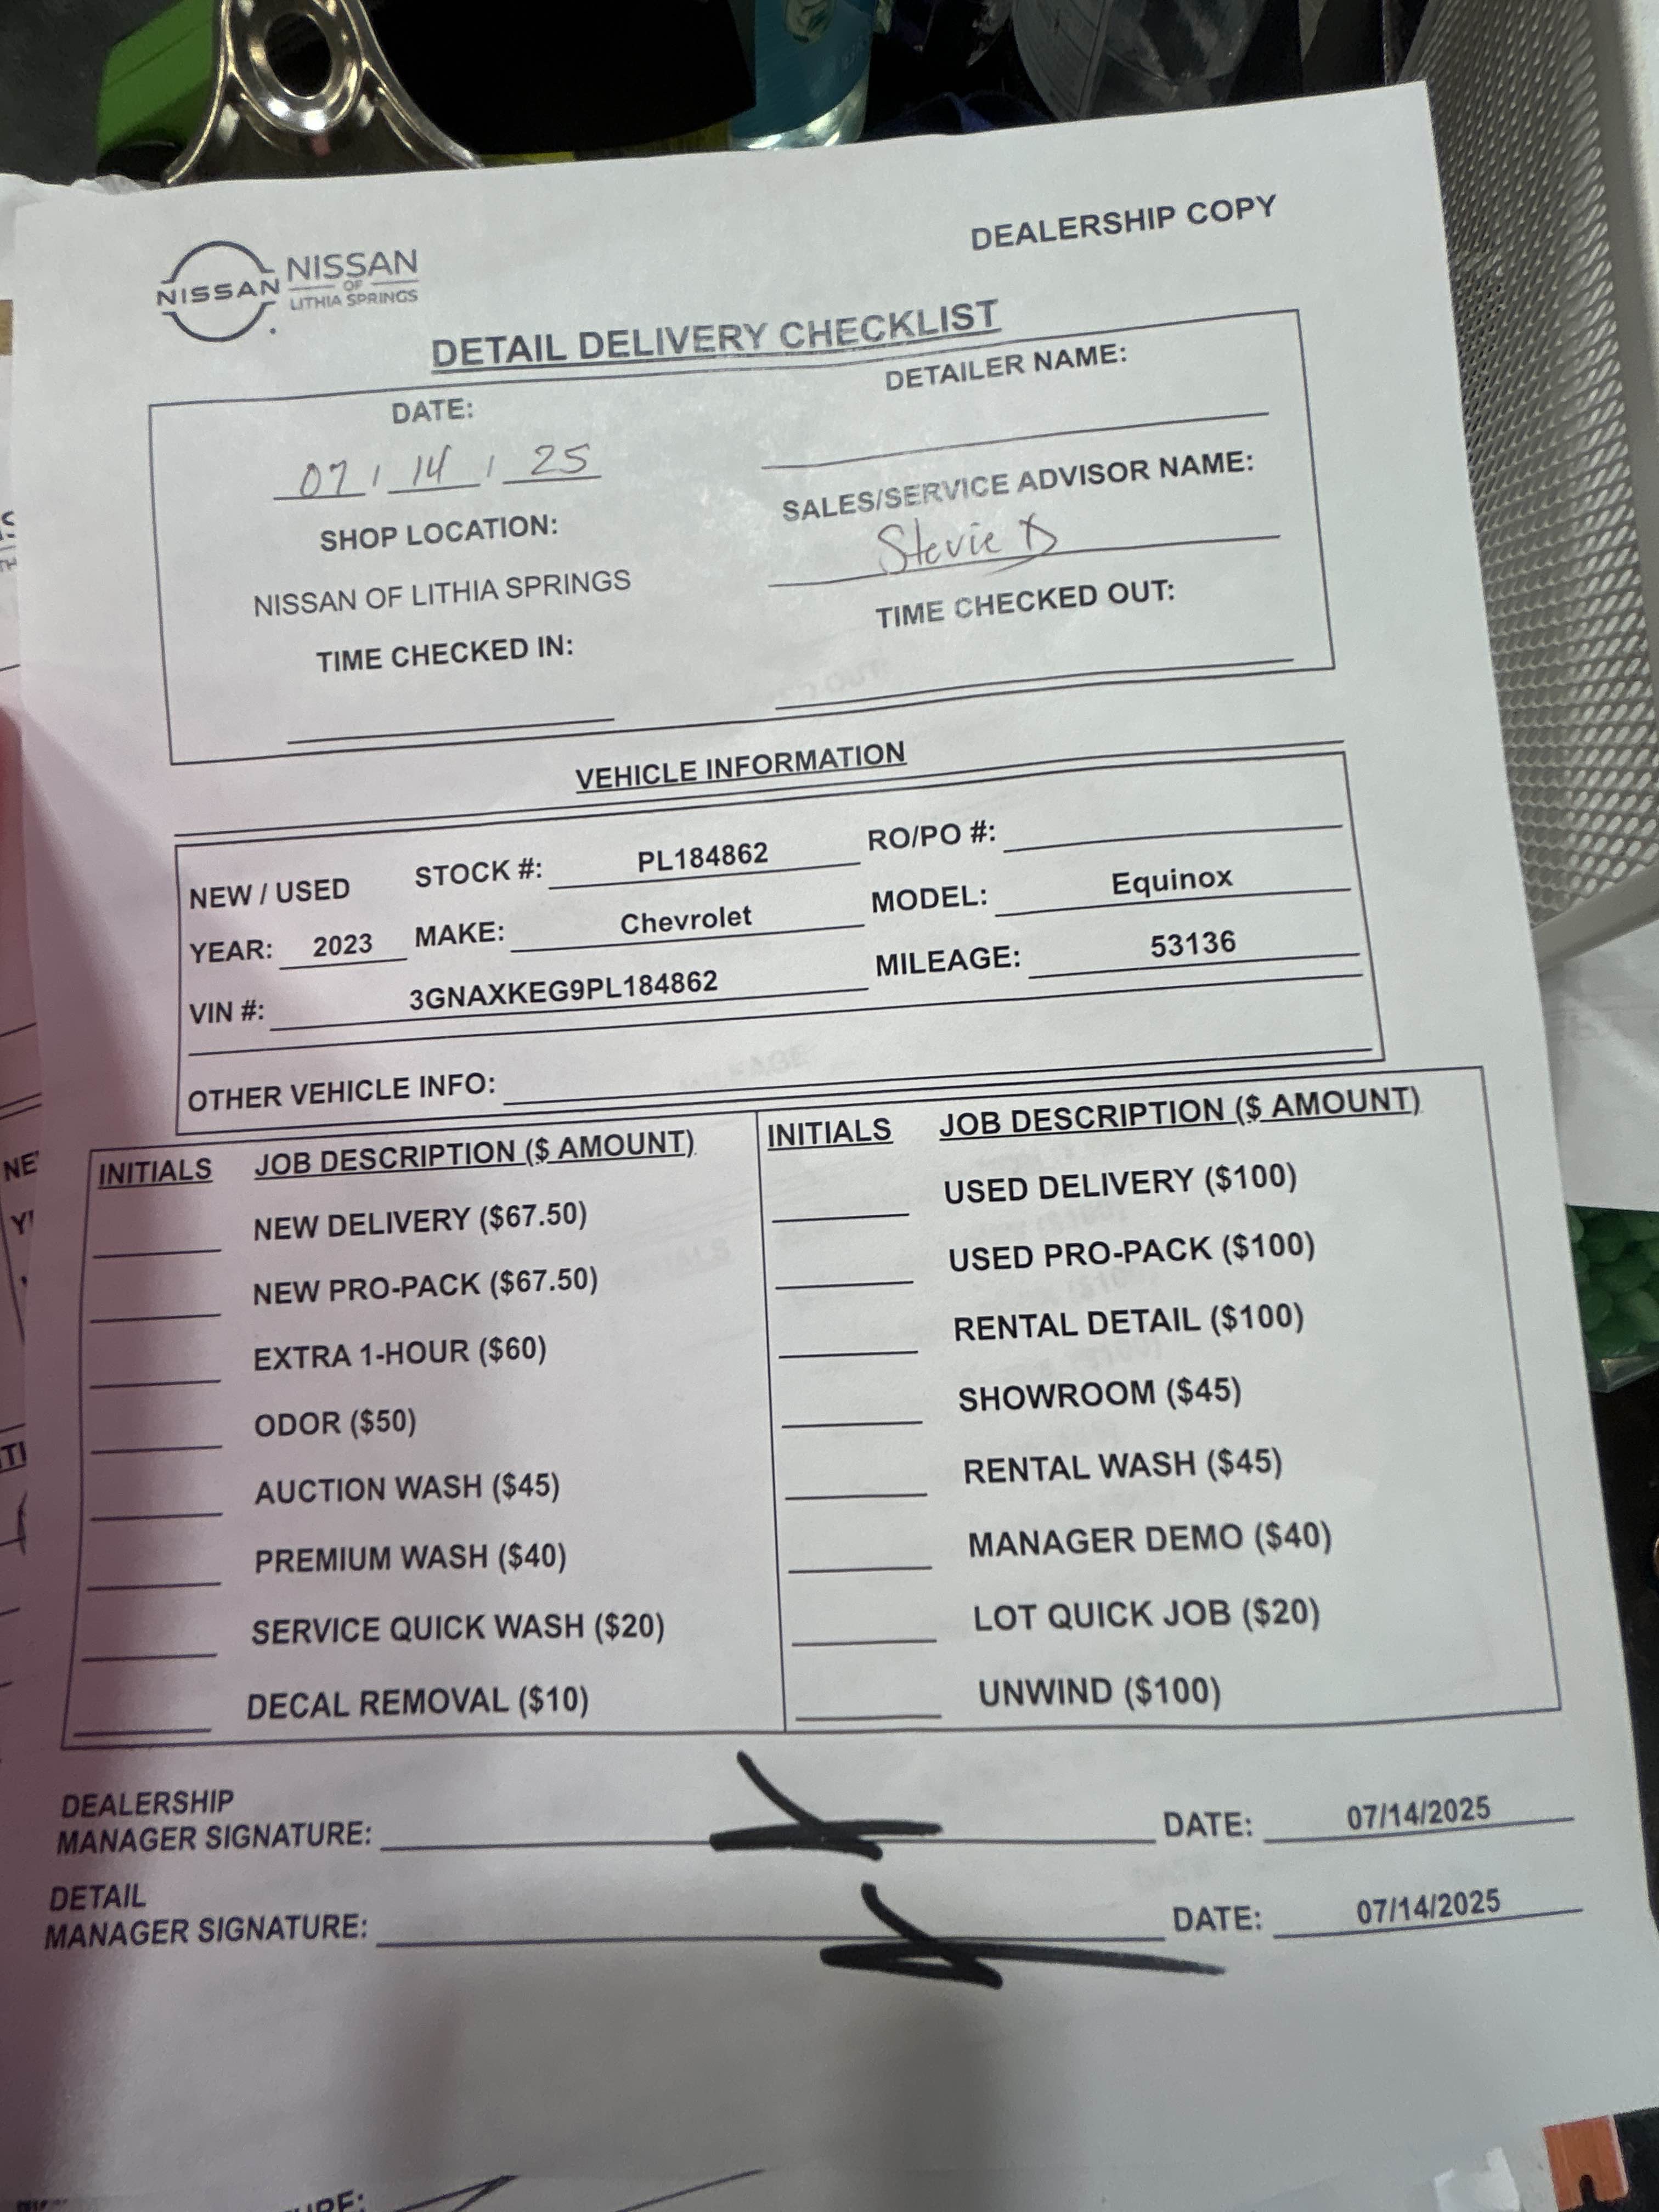 DEALERSHIP COPY
NISSAN NISSAN
OF
LITHIA SPRINGS
DETAIL DELIVERY CHECKLIST
DATE: DETAILER NAME:
07 / 14 / 25
SALES/SERVICE ADVISOR NAME:
SHOP LOCATION: Stevie D
NISSAN OF LITHIA SPRINGS
TIME CHECKED IN: TIME CHECKED OUT:
VEHICLE INFORMATION
NEW / USED STOCK #: PL184862 RO/PO #:
YEAR: 2023 MAKE: Chevrolet MODEL: Equinox
VIN #: 3GNAXKEG9PL184862 MILEAGE: 53136
OTHER VEHICLE INFO:
INITIALS JOB DESCRIPTION ($ AMOUNT) INITIALS JOB DESCRIPTION ($ AMOUNT)
NEW DELIVERY ($67.50) USED DELIVERY ($100)
NEW PRO-PACK ($67.50) USED PRO-PACK ($100)
EXTRA 1-HOUR ($60) RENTAL DETAIL ($100)
ODOR ($50) SHOWROOM ($45)
AUCTION WASH ($45) RENTAL WASH ($45)
PREMIUM WASH ($40) MANAGER DEMO ($40)
SERVICE QUICK WASH ($20) LOT QUICK JOB ($20)
DECAL REMOVAL ($10) UNWIND ($100)
DEALERSHIP
MANAGER SIGNATURE: DATE: 07/14/2025
DETAIL
MANAGER SIGNATURE: DATE: 07/14/2025